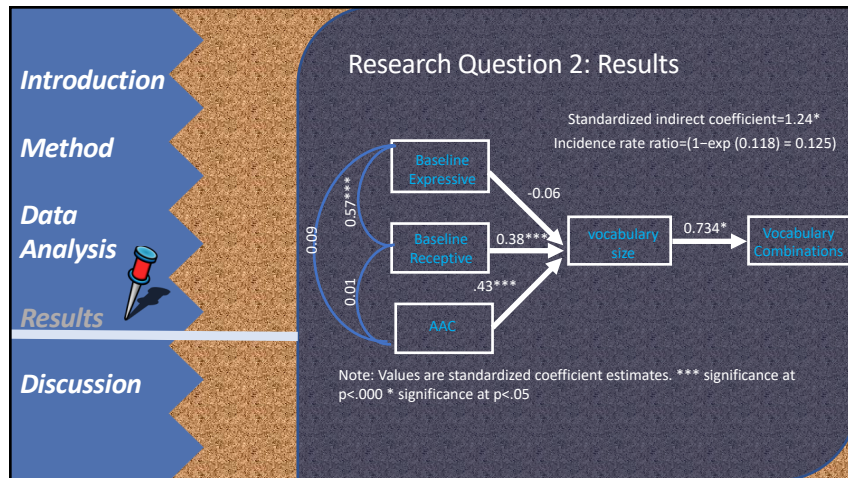 Introduction
Method
Data
Analysis
Results
Discussion
Research Question 2: Results
Standardized indirect coefficient=1.24*
Incidence rate ratio=(1−exp (0.118) = 0.125)
Baseline
Expressive
-0.06
0.57***
0.09
Baseline
Receptive
0.38***
vocabulary
size
0.734*
Vocabulary
Combinations
0.01
.43***
AAC
Note: Values are standardized coefficient estimates. *** significance at
p<.000 * significance at p<.05